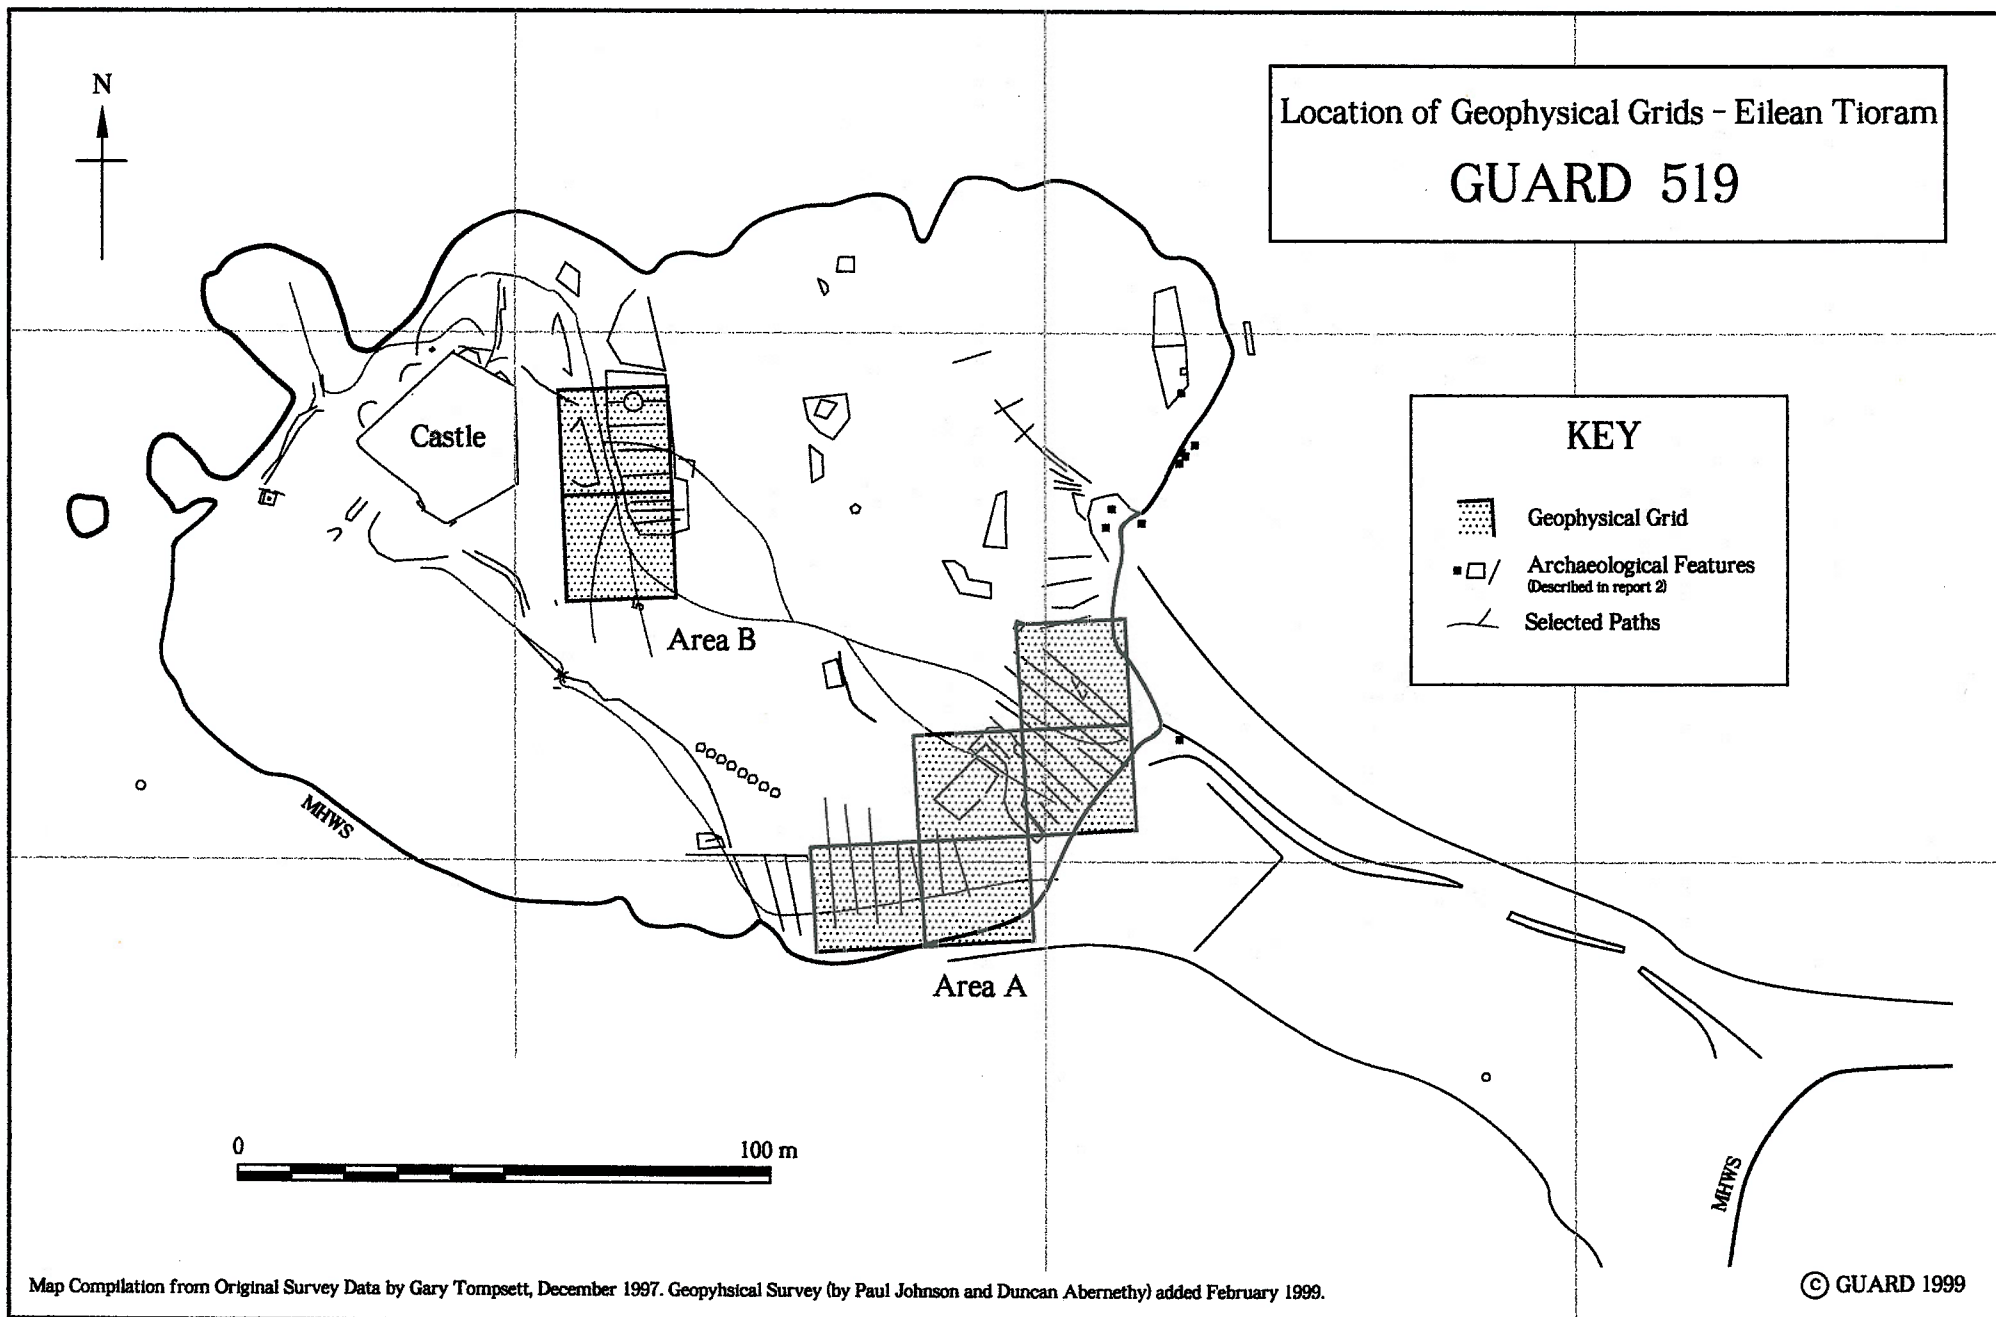 N
Location of Geophysical Grids - Eilean Tioram
GUARD 519
Castle
KEY
Geophysical Grid
Archaeological Features
(Described in report 2)
Selected Paths
Area B
MHWS
Area A
0
100 m
MHWS
Map Compilation from Original Survey Data by Gary Tompsett, December 1997. Geopyhsical Survey (by Paul Johnson and Duncan Abernethy) added February 1999.
© GUARD 1999